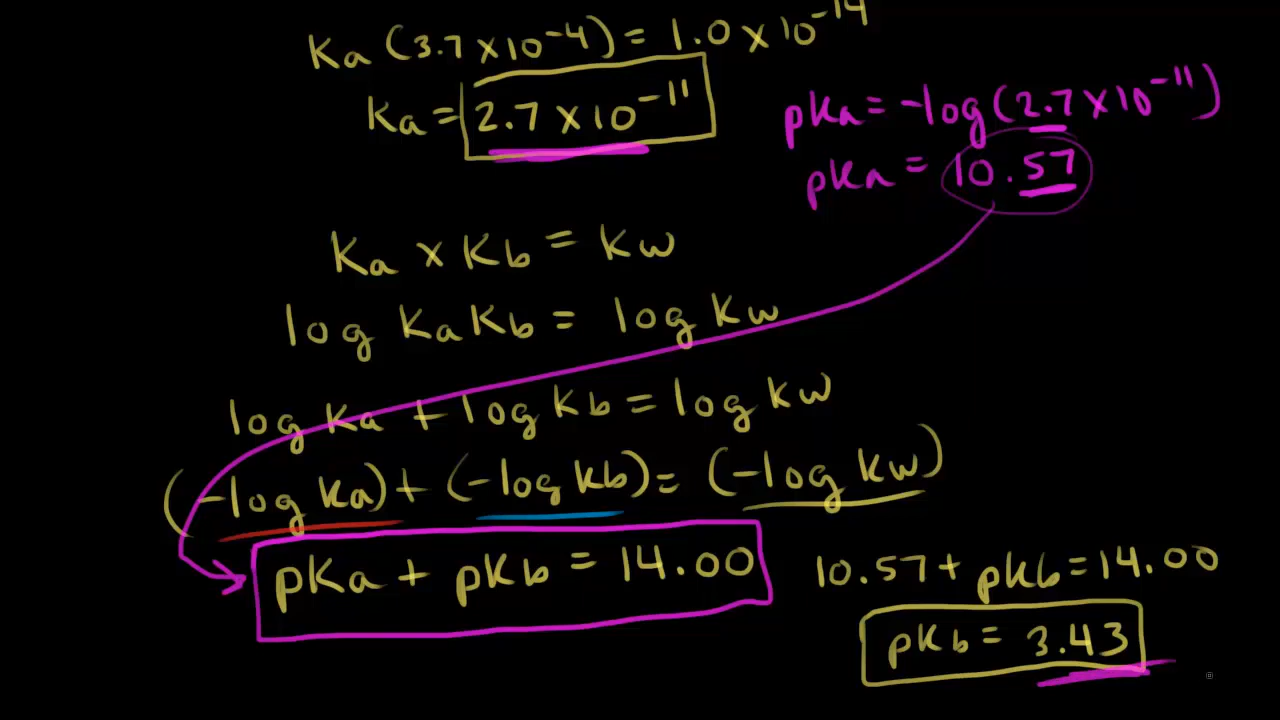 Ka (3.7 x 10^-4) = 1.0 x 10^-14
Ka = 2.7 x 10^-11
pKa = -log(2.7 x 10^-11)
pKa = 10.57
Ka x Kb = Kw
log KaKb = log Kw
log Ka + log Kb = log Kw
(-log Ka) + (-log Kb) = (-log Kw)
pKa + pKb = 14.00
10.57 + pKb = 14.00
pKb = 3.43